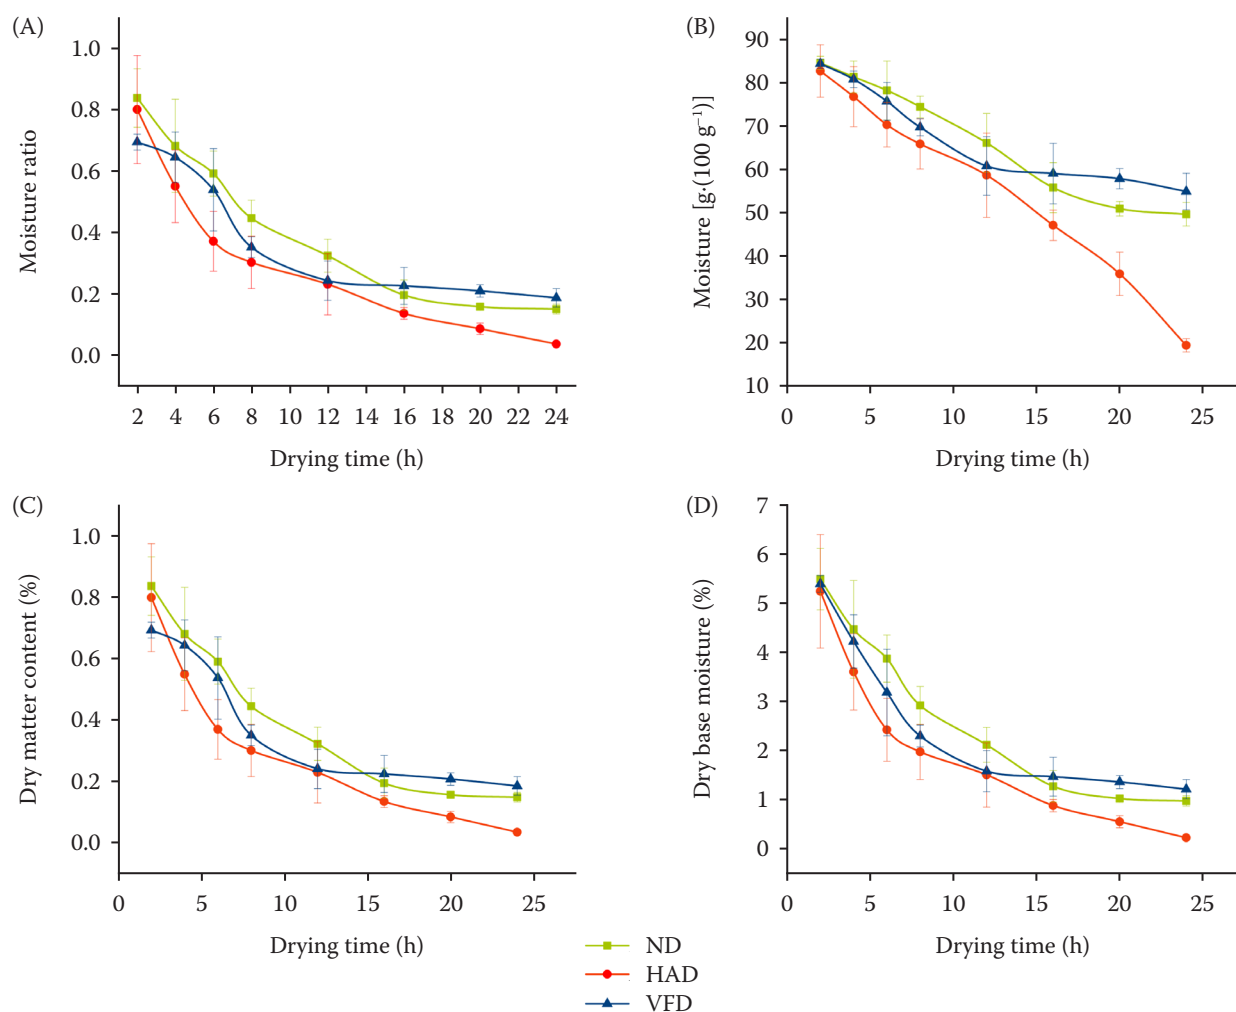 (A)
Moisture ratio
1.0
0.8
0.6
0.4
0.2
0.0
2 4 6 8 10 12 14 16 18 20 22 24
Drying time (h)
(B)
Moisture [g·(100 g⁻¹)]
90
80
70
60
50
40
30
20
10
0 5 10 15 20 25
Drying time (h)
(C)
Dry matter content (%)
1.0
0.8
0.6
0.4
0.2
0.0
0 5 10 15 20 25
Drying time (h)
(D)
Dry base moisture (%)
7
6
5
4
3
2
1
0
0 5 10 15 20 25
Drying time (h)
ND
HAD
VFD